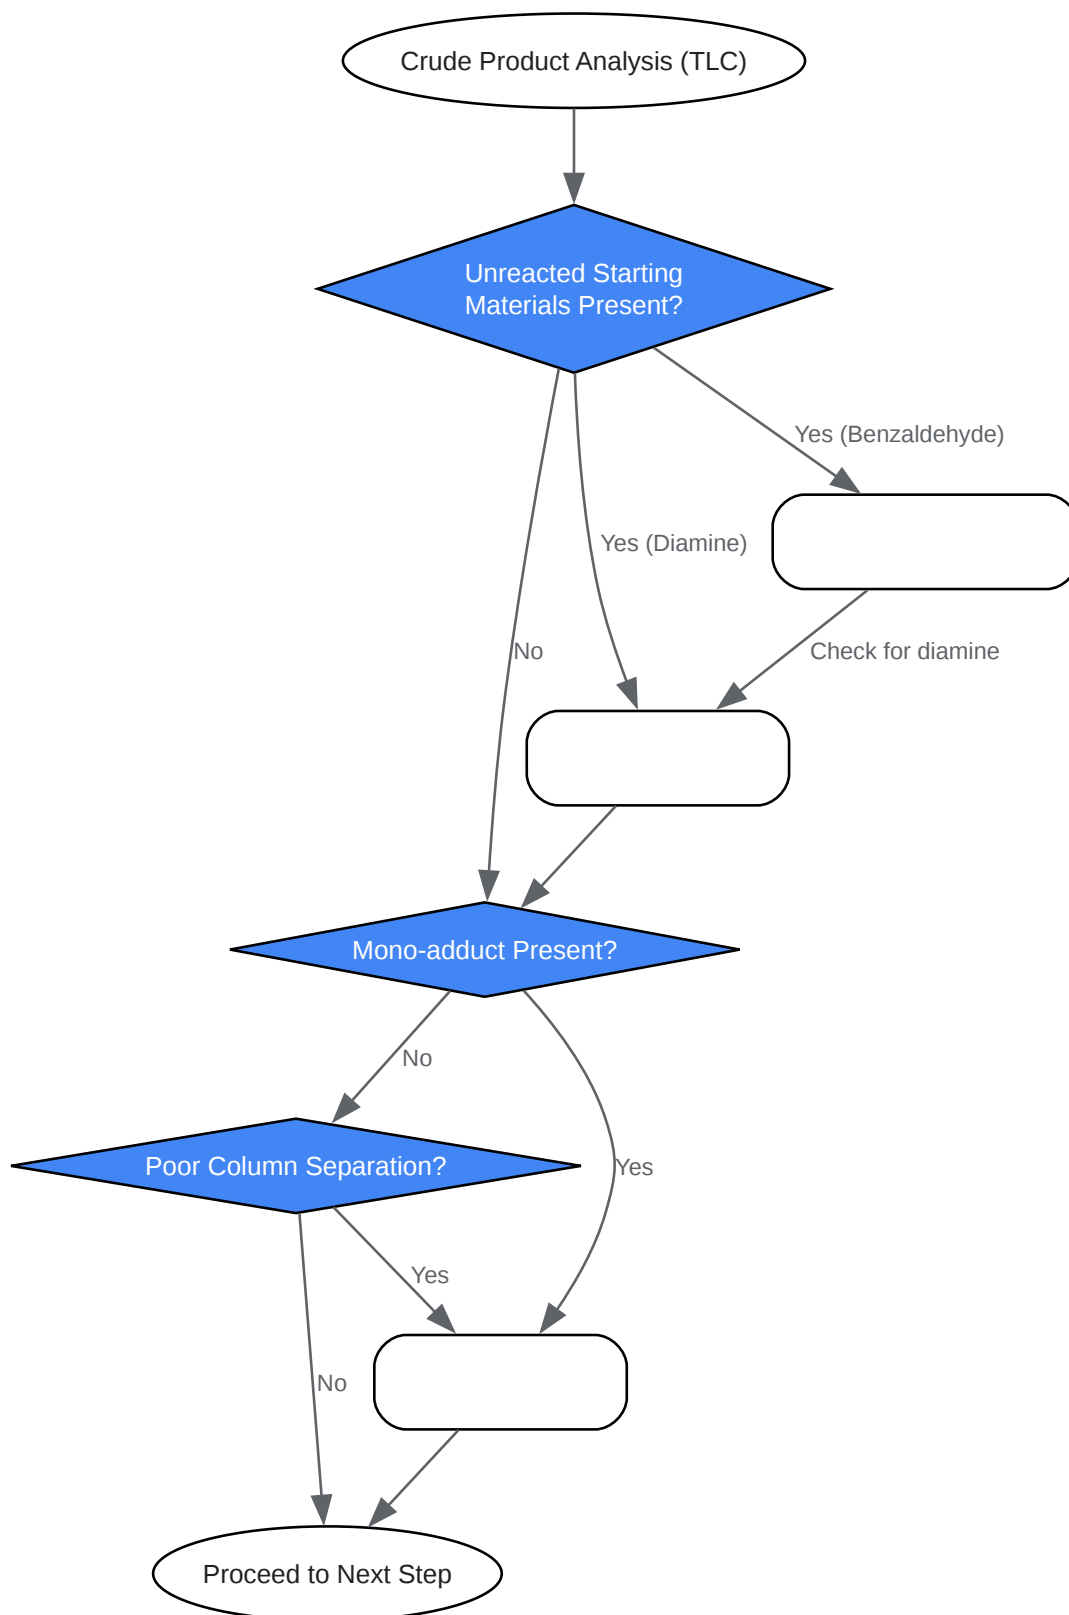 Crude Product Analysis (TLC)
Unreacted Starting
Materials Present?
Yes (Benzaldehyde)
Yes (Diamine)
No
Check for diamine
Mono-adduct Present?
No
Poor Column Separation?
Yes
Yes
No
Proceed to Next Step